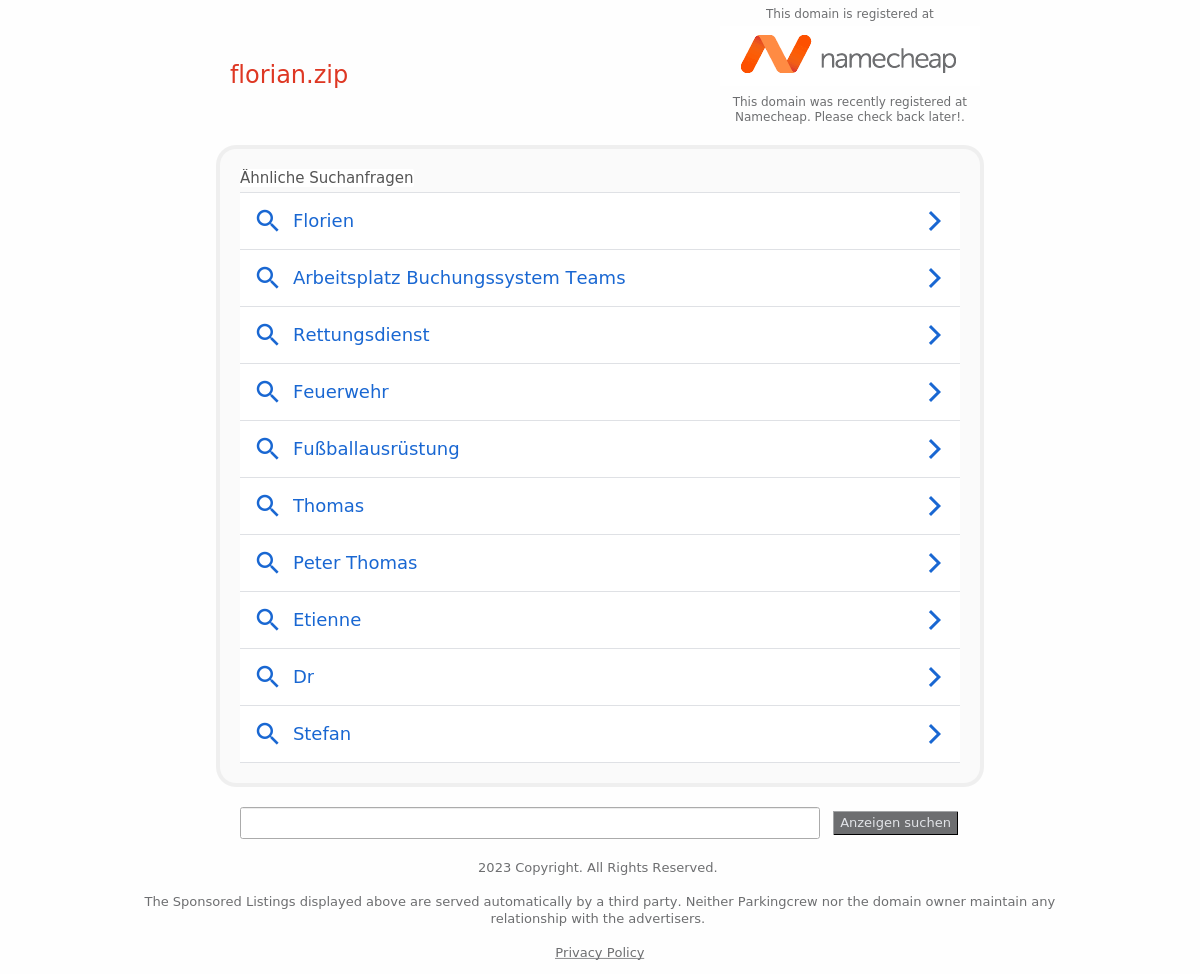 This domain is registered at
namecheap
florian.zip
This domain was recently registered at
Namecheap. Please check back later!.
Ähnliche Suchanfragen
Florien
Arbeitsplatz Buchungssystem Teams
Rettungsdienst
Feuerwehr
Fußballausrüstung
Thomas
Peter Thomas
Etienne
Dr
Stefan
Anzeigen suchen
2023 Copyright. All Rights Reserved.
The Sponsored Listings displayed above are served automatically by a third party. Neither Parkingcrew nor the domain owner maintain any
relationship with the advertisers.
Privacy Policy